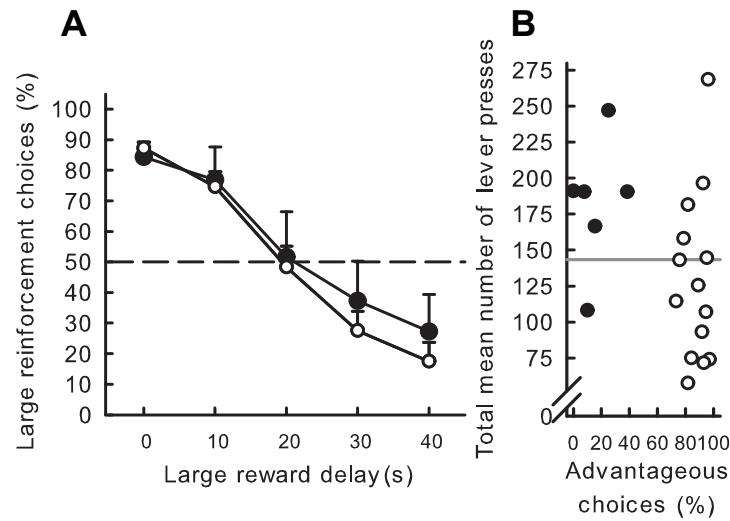 A
Large reinforcement choices (%)
100
90
80
70
60
50
40
30
20
10
0
0 10 20 30 40
Large reward delay(s)
B
Total mean number of lever presses
275
250
225
200
175
150
125
100
75
0
0 20 40 60 80100
Advantageous
choices (%)